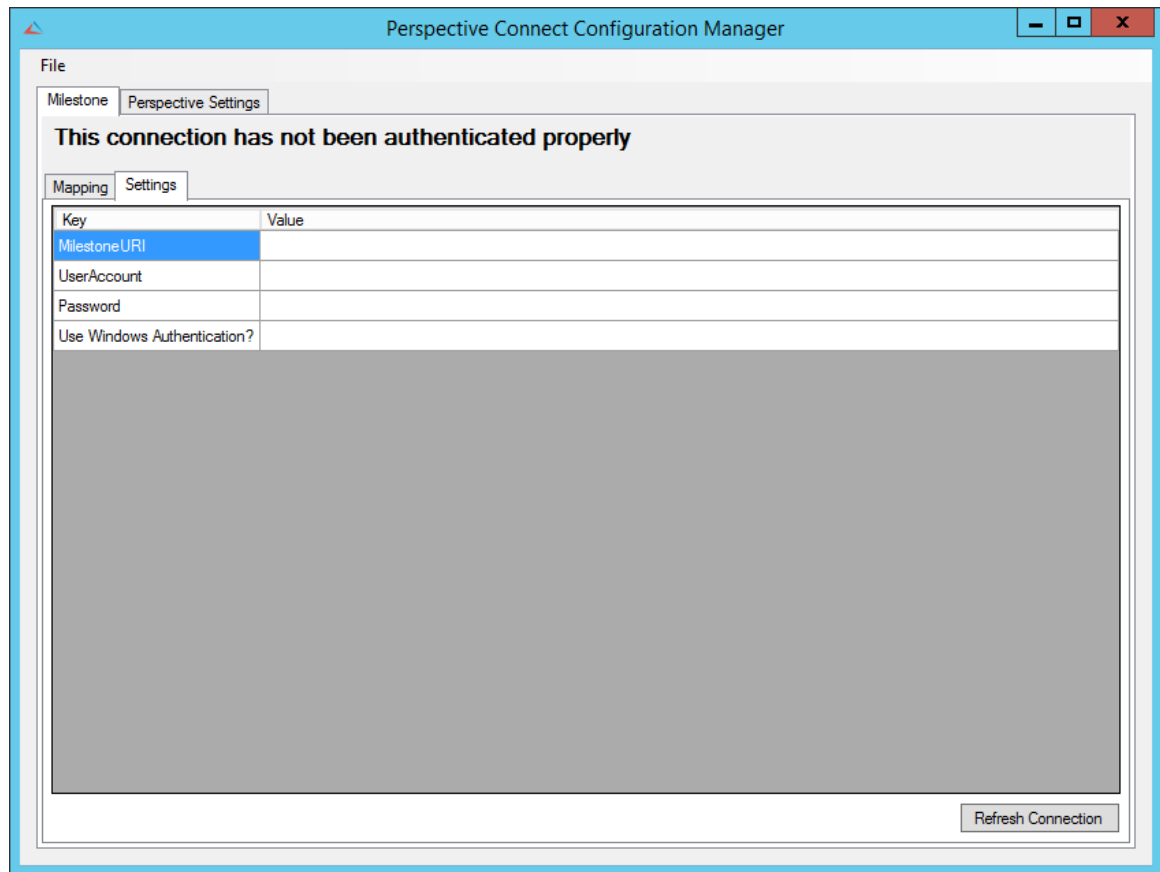 Perspective Connect Configuration Manager
File
Milestone Perspective Settings
This connection has not been authenticated properly
Mapping Settings
Key Value
MilestoneURI
UserAccount
Password
Use Windows Authentication?
Refresh Connection